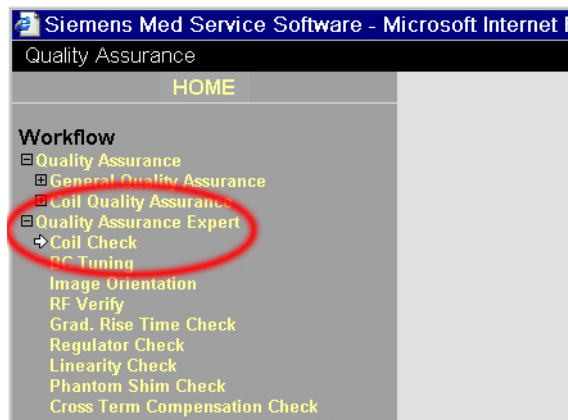 Siemens Med Service Software - Microsoft Internet
Quality Assurance
HOME
Workflow
Quality Assurance
General Quality Assurance
Coil Quality Assurance
Quality Assurance Expert
Coil Check
BC Tuning
Image Orientation
RF Verify
Grad. Rise Time Check
Regulator Check
Linearity Check
Phantom Shim Check
Cross Term Compensation Check